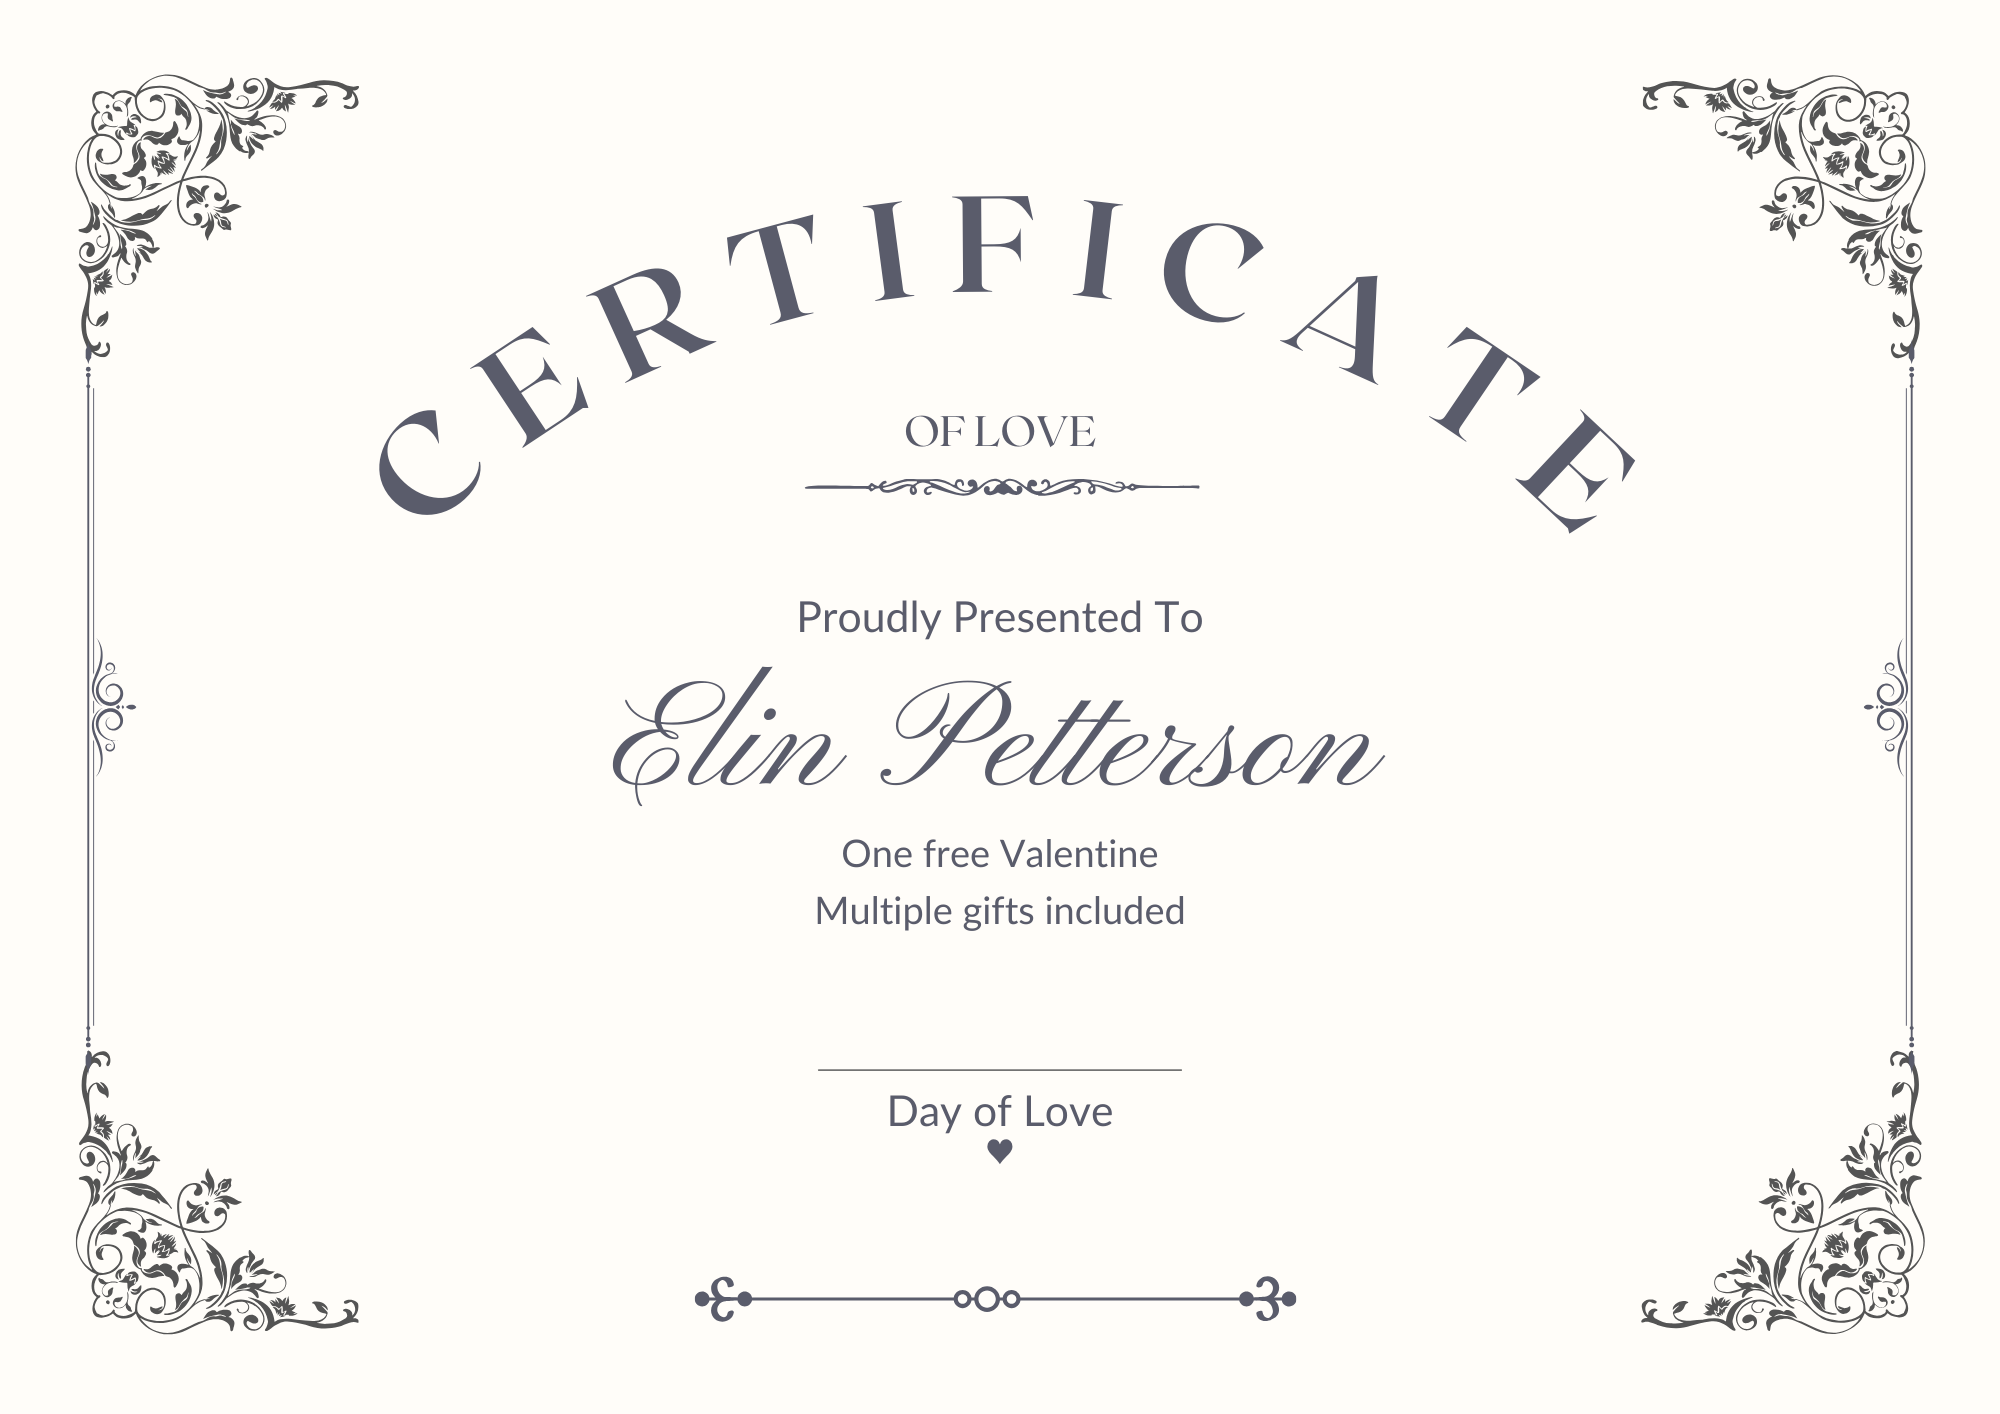 CERTIFICATE
OF LOVE
Proudly Presented To
Elin Petterson
One free Valentine
Multiple gifts included
Day of Love